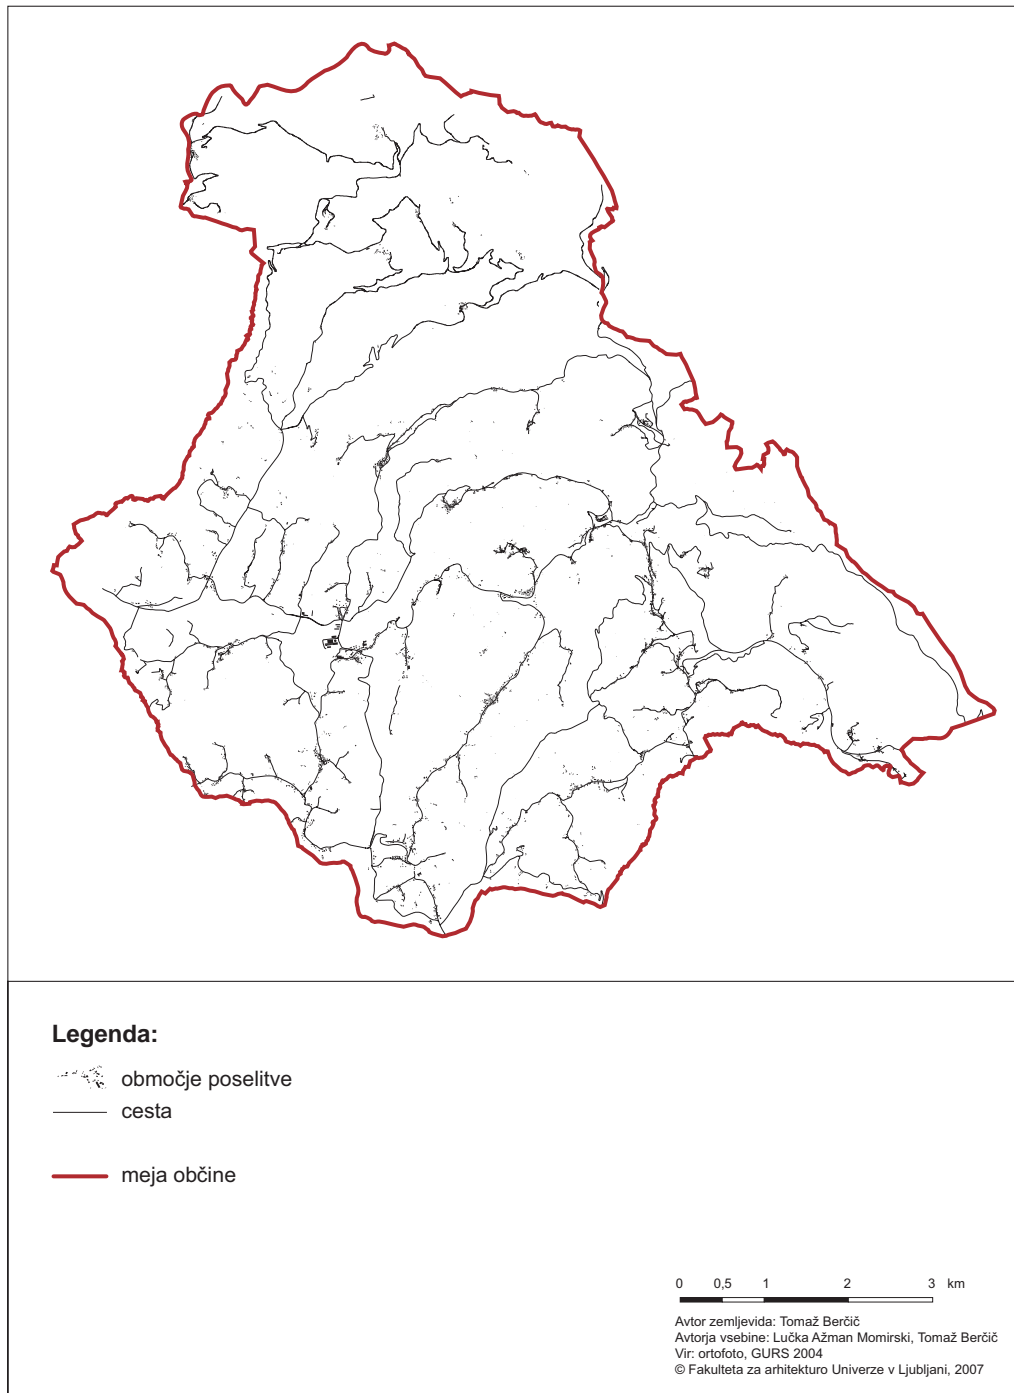 Legenda:
območje poselitve
cesta
meja občine
0 0,5 1 2 3 km
Avtor zemljevida: Tomaž Berčič
Avtorja vsebine: Lučka Ažman Momirski, Tomaž Berčič
Vir: ortofoto, GURS 2004
© Fakulteta za arhitekturo Univerze v Ljubljani, 2007